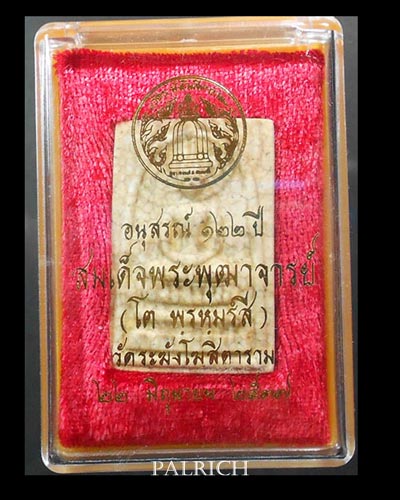 อนุสรณ์ ๑๒๒ ปี
สมเด็จพระพุฒาจารย์
(โต พรหมรังสี)
วัดระฆังโฆสิตาราม
๒๒ มิถุนายน ๒๕๓๗
PALRICH